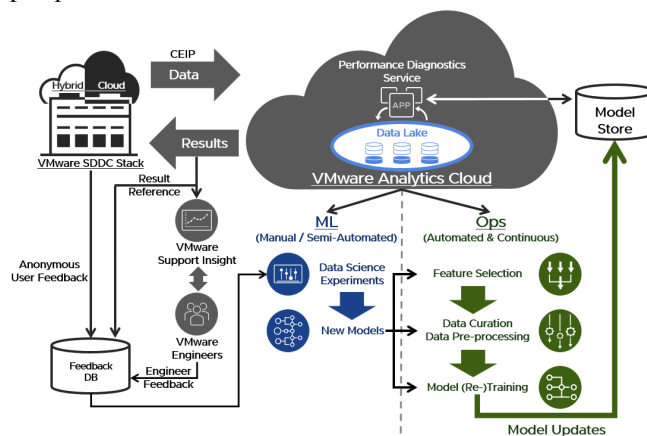 CEIP
Data
Hybrid Cloud
Results
VMware SDDC Stack
Performance Diagnostics
Service
APP
Data Lake
VMware Analytics Cloud
Model
Store
Result
Reference
Anonymous
User Feedback
VMware
Support Insight
VMware
Engineers
Engineer
Feedback
Feedback
DB
ML
(Manual / Semi-Automated)
Data Science
Experiments
New Models
Ops
(Automated & Continuous)
Feature Selection
Data Curation
Data Pre-processing
Model (Re-)Training
Model Updates